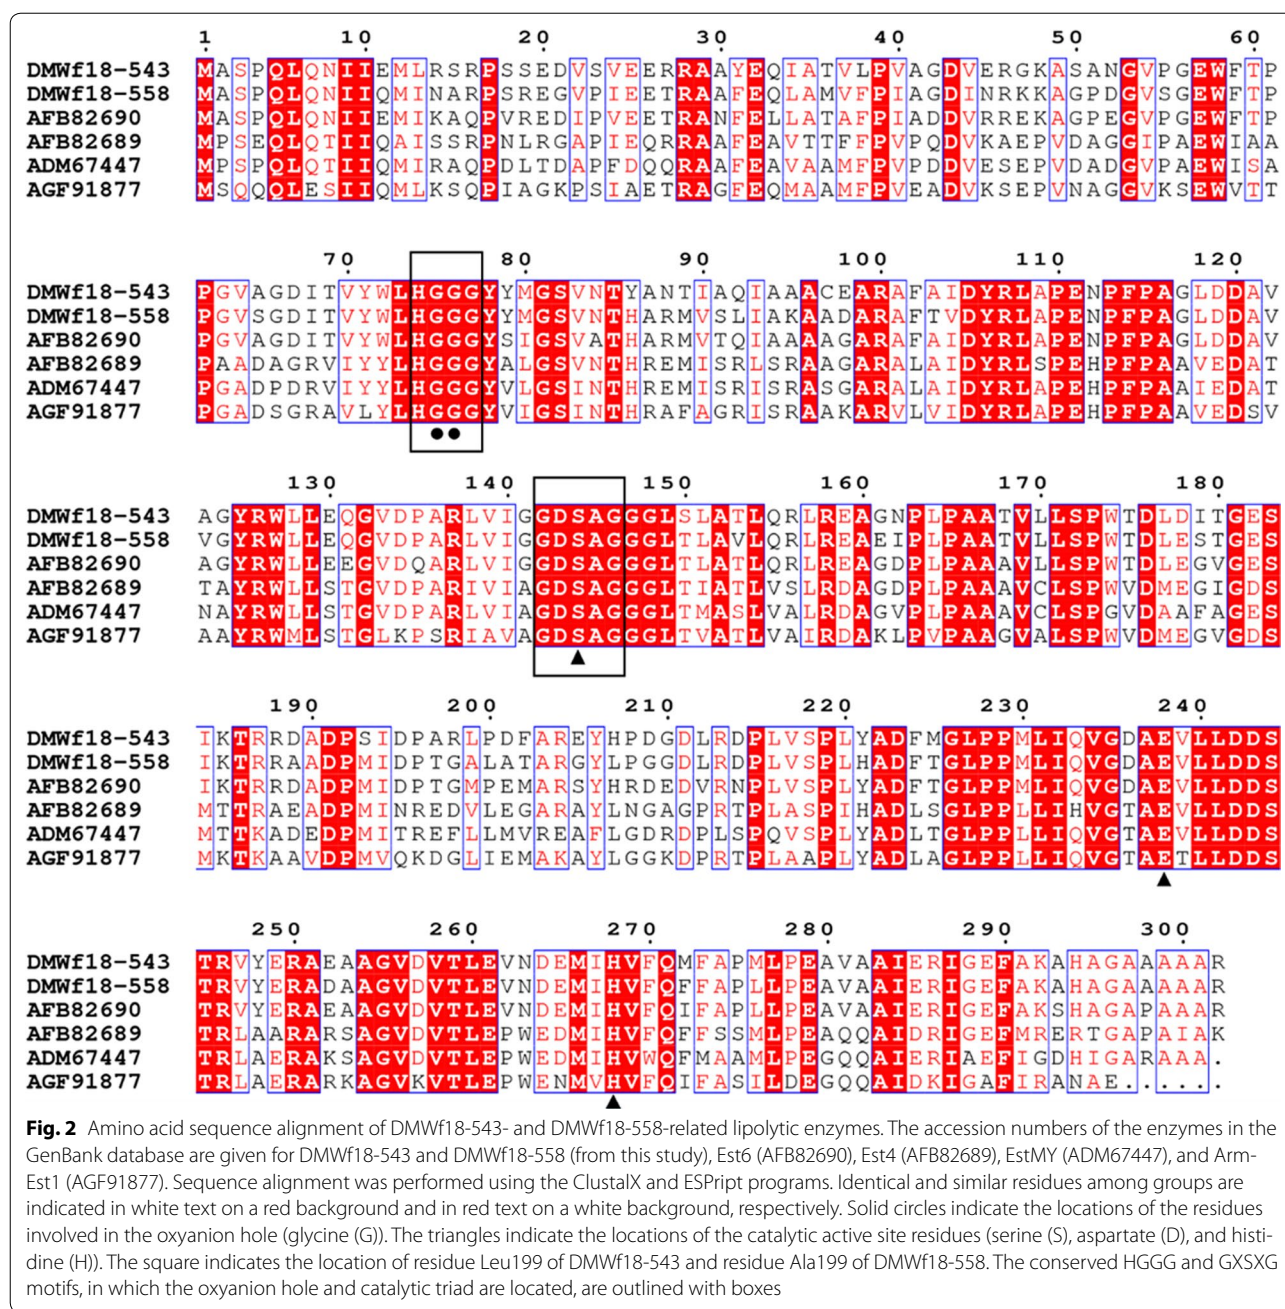 1 10 20 30 40 50 60
DMWf18-543 MASPQLQNIIEMLRSRPSSEDVSVEERRAAYEQIATVLPVAGDVERGKASANGVPGEWFTP
DMWf18-558 MASPQLQNIIQMINARPSREGVPIEETRAAFEQLAMVFPIAGDINRKKAGPDGVSGEWFTP
AFB82690 MASPQLQNIIEMIKAQPVREDIPVEETRANFELLATAFPIADDVRREKAGPEGVPGEWFTP
AFB82689 MPSEQLQTIIQAISSRPNLRGAPIEQRRAAFEAVTTFFPVPQDVKAEPVDAGGIPAEWIAA
ADM67447 MPSPQLQTIIQMIRAQPDLTDAPFDQQRAAFEAVAAMFPVPDDVESEPVDADGVPAEWISA
AGF91877 MSQQQLESIIQMLKSQPIAGKPSIAETRAGFEQMAAMFPVEADVKSEPVNAGGVKSEWVTT
70 80 90 100 110 120
DMWf18-543 PGVAGDITVYWLHGGGYYMGSVNTYANTIAQIAAACEARAFAIDYRLAPENPFPAGLDDAV
DMWf18-558 PGVSGDITVYWLHGGGYYMGSVNTHARMVSLIAKAADARAFTVDYRLAPENPFPAGLDDAV
AFB82690 PGVAGDITVYWLHGGGYSIGSVATHARMVTQIAAAAGARAFAIDYRLAPENPFPAGLDDAV
AFB82689 PAADAGRVIYYLHGGGYALGSVNTHREMISRLSRAAGARALAIDYRLSPEHPFPAAVEDAT
ADM67447 PGADPDRVIYYLHGGGYVLGSINTHREMISRISRASGARALAIDYRLAPEHPFPAAIEDAT
AGF91877 PGADSGRAVLYLHGGGYVIGSINTHRAFAGRISRAAKARVLVIDYRLAPEHPFPAAVEDSV
130 140 150 160 170 180
DMWf18-543 AGYRWLLEQGVDPARLVIGGDSAGGGLSLATLQRLREAGNPLPAATVLLSPWTDLDITGES
DMWf18-558 VGYRWLLEQGVDPARLVIGGDSAGGGLTLAVLQRLREAEIPLPAATVLLSPWTDLESTGES
AFB82690 AGYRWLLEEGVDQARLVIGGDSAGGGLTLATLQRLREAGDPLPAAAVLLSPWTDLEGVGES
AFB82689 TAYRWLLSTGVDPARIVIAGDSAGGGLTIATLVSLRDAGDPLPAAAVCLSPWVDMEGIGDS
ADM67447 NAYRWLLSTGVDPARLVIAGDSAGGGLTMASLVALRDAGVPLPAAAVCLSPGVDAAFAGES
AGF91877 AAYRWMLSTGLKPSRIAVAGDSAGGGLTVATLVAIRDAKLPVPAAGVALSPWVDMEGVGDS
190 200 210 220 230 240
DMWf18-543 IKTRRDADPSIDPARLPDFAREYHPDGDLRDPLVSPLYADFMGLPPMLIQVGDAEVLLDDS
DMWf18-558 IKTRRAADPMIDPTGALATARGYLPGGDLRDPLVSPLHADFTGLPPMLIQVGDAEVLLDDS
AFB82690 IKTRRDADPMIDPTGMPEMARSYHRDEDVRNPLVSPLYADFTGLPPMLIQVGDAEVLLDDS
AFB82689 MTTRAEADPMINREDVLEGARAYLNGAGPRTPLASPIHADLSGLPPLLIHVGTAEVLLDDS
ADM67447 MTTKADEDPMITREFLLMVREAFLGDRDPLSPQVSPLYADLTGLPPLLIQVGTAEVLLDDS
AGF91877 MKTKAAVDPMVQKDGLIEMAKAYLGGKDPRTPLAAPLYADLAGLPPLLIQVGTAETLLDDS
250 260 270 280 290 300
DMWf18-543 TRVYERAEAAGVDVTLEVNDEMIHVFQMFAPMLPEAVAAIERIGEFAKAHAGAAAAAR
DMWf18-558 TRVYERADAAGVDVTLEVNDEMIHVFQFFAPLLPEAVAAIERIGEFAKAHAGAAAAAR
AFB82690 TRVYERAEAAGVDVTLEVNDEMIHVFQIFAPLLPEAVAAIERIGEFAKSHAGAPAAAR
AFB82689 TRLAARARSAGVDVTLEPWEDMIHVFQFFSSMLPEAQQAIDRIGEFMRERTGAPAIAK
ADM67447 TRLAERAKSAGVDVTLEPWEDMIHVWQFMAAMLPEGQQAIERIAEFIGDHIGARAAA.
AGF91877 TRLAERARKAGVKVTLEPWENMVHVFQIFASILDEGQQAIDKIGAFIRANAE.....
Fig. 2 Amino acid sequence alignment of DMWf18-543- and DMWf18-558-related lipolytic enzymes. The accession numbers of the enzymes in the
GenBank database are given for DMWf18-543 and DMWf18-558 (from this study), Est6 (AFB82690), Est4 (AFB82689), EstMY (ADM67447), and Arm-
Est1 (AGF91877). Sequence alignment was performed using the ClustalX and ESPript programs. Identical and similar residues among groups are
indicated in white text on a red background and in red text on a white background, respectively. Solid circles indicate the locations of the residues
involved in the oxyanion hole (glycine (G)). The triangles indicate the locations of the catalytic active site residues (serine (S), aspartate (D), and histi-
dine (H)). The square indicates the location of residue Leu199 of DMWf18-543 and residue Ala199 of DMWf18-558. The conserved HGGG and GXSXG
motifs, in which the oxyanion hole and catalytic triad are located, are outlined with boxes